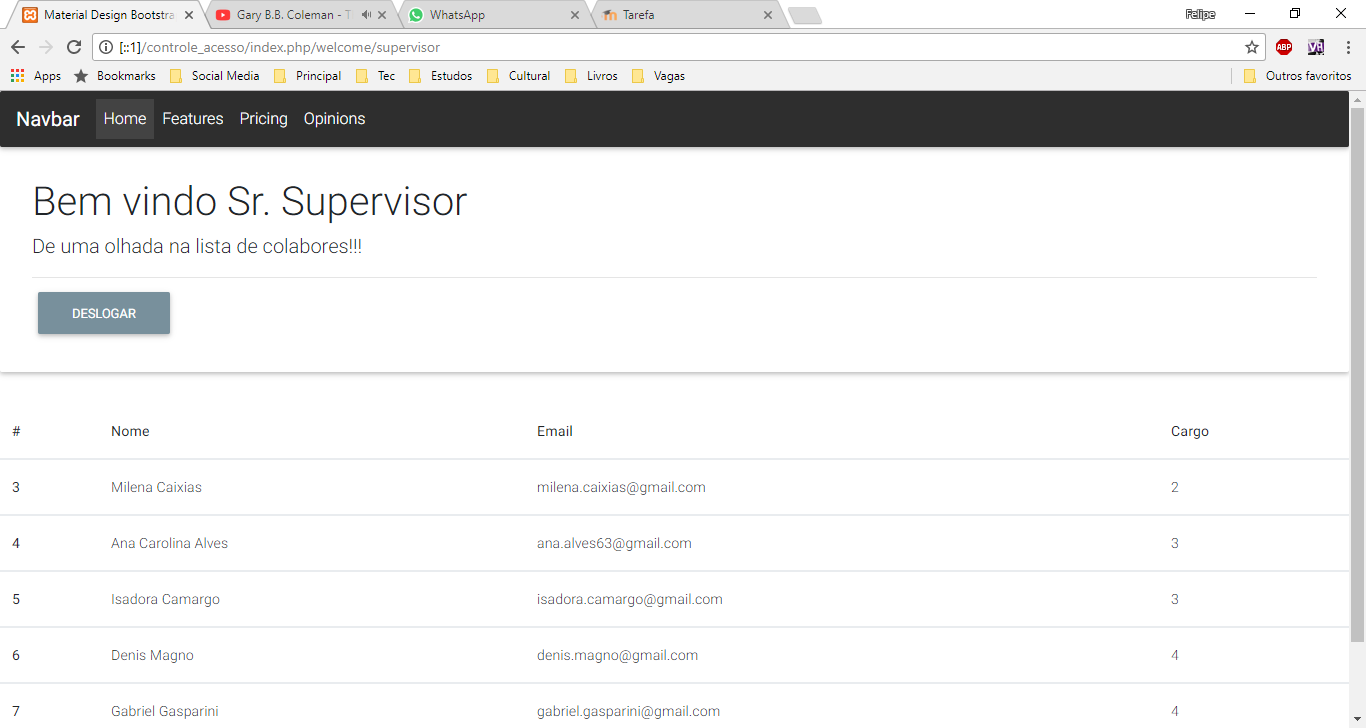 Material Design Bootstra
Gary B.B. Coleman - T
WhatsApp
Tarefa
Felipe
[::1]/controle_acesso/index.php/welcome/supervisor
ABP
Apps Bookmarks Social Media Principal Tec Estudos Cultural Livros Vagas Outros favoritos
Navbar Home Features Pricing Opinions
Bem vindo Sr. Supervisor
De uma olhada na lista de colabores!!!
DESLOGAR
# Nome Email Cargo
3 Milena Caixias milena.caixias@gmail.com 2
4 Ana Carolina Alves ana.alves63@gmail.com 3
5 Isadora Camargo isadora.camargo@gmail.com 3
6 Denis Magno denis.magno@gmail.com 4
7 Gabriel Gasparini gabriel.gasparini@gmail.com 4